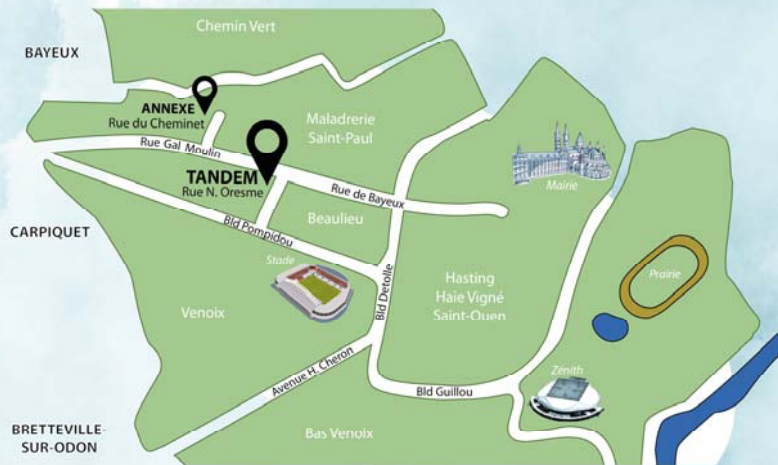 Chemin Vert
BAYEUX
ANNEXE
Rue du Cheminet
Maladrerie
Saint-Paul
Rue Gal Moulin
TANDEM
Rue N. Oresme
Rue de Bayeux
Mairie
Beaulieu
Bld Pompidou
CARPIQUET
Stade
Prairie
Bld Detolle
Hasting
Haie Vigné
Saint-Ouen
Venoix
Avenue H. Cheron
Zénith
Bld Guillou
BRETTEVILLE-
SUR-ODON
Bas Venoix